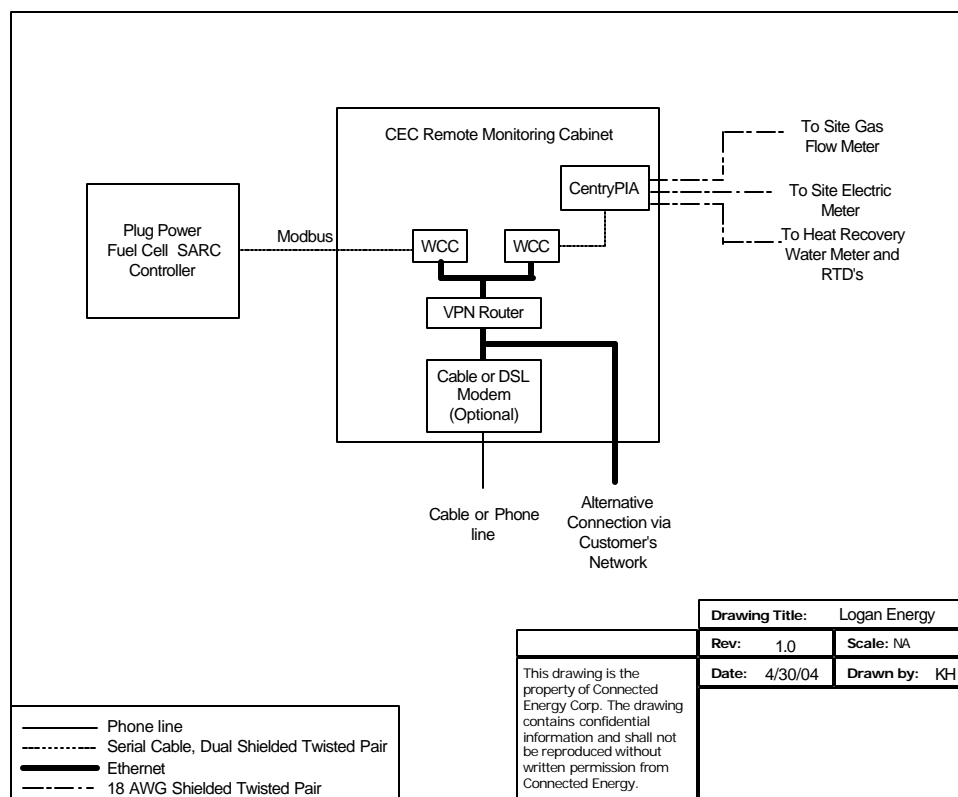 CEC Remote Monitoring Cabinet
To Site Gas
Flow Meter
CentryPIA
To Site Electric
Meter
Plug Power
Fuel Cell SARC
Controller
Modbus
WCC
WCC
To Heat Recovery
Water Meter and
RTD's
VPN Router
Cable or DSL
Modem
(Optional)
Cable or Phone
line
Alternative
Connection via
Customer's
Network
Drawing Title: Logan Energy
Rev: 1.0 Scale: NA
Date: 4/30/04 Drawn by: KH
This drawing is the
property of Connected
Energy Corp. The drawing
contains confidential
information and shall not
be reproduced without
written permission from
Connected Energy.
Phone line
Serial Cable, Dual Shielded Twisted Pair
Ethernet
18 AWG Shielded Twisted Pair